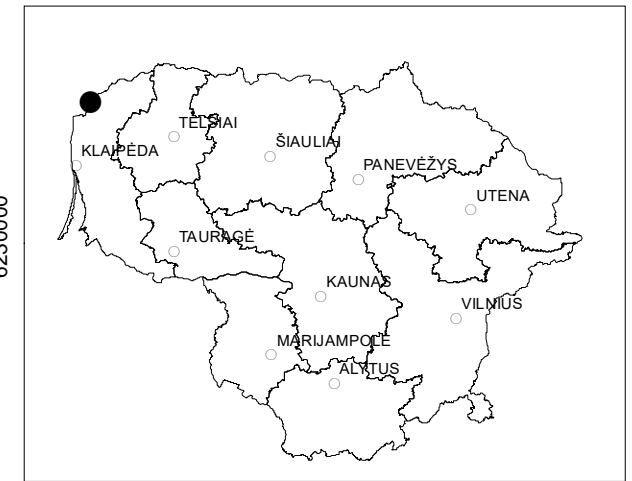 TELŠIAI
ŠIAULIAI
KLAIPĖDA
PANEVĖŽYS
UTENA
TAURAGĖ
KAUNAS
VILNIUS
MARIJAMPOLĖ
ALYTUS